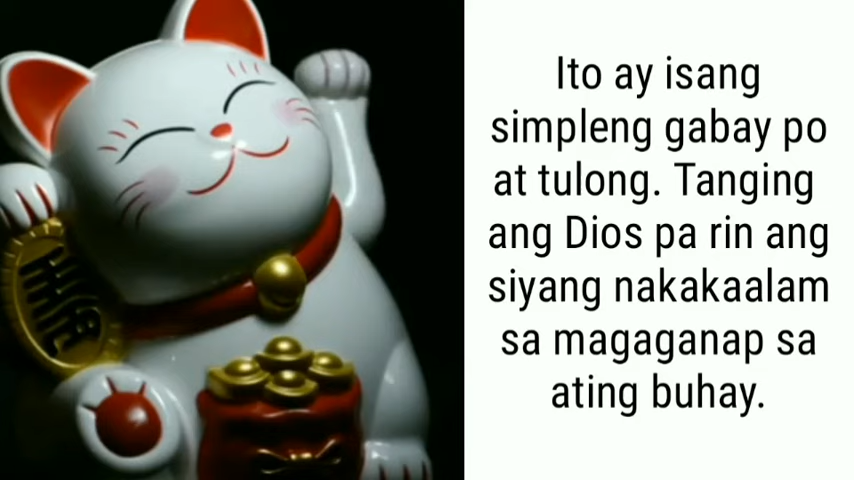 Ito ay isang
simpleng gabay po
at tulong. Tanging
ang Dios pa rin ang
siyang nakakaalam
sa magaganap sa
ating buhay.